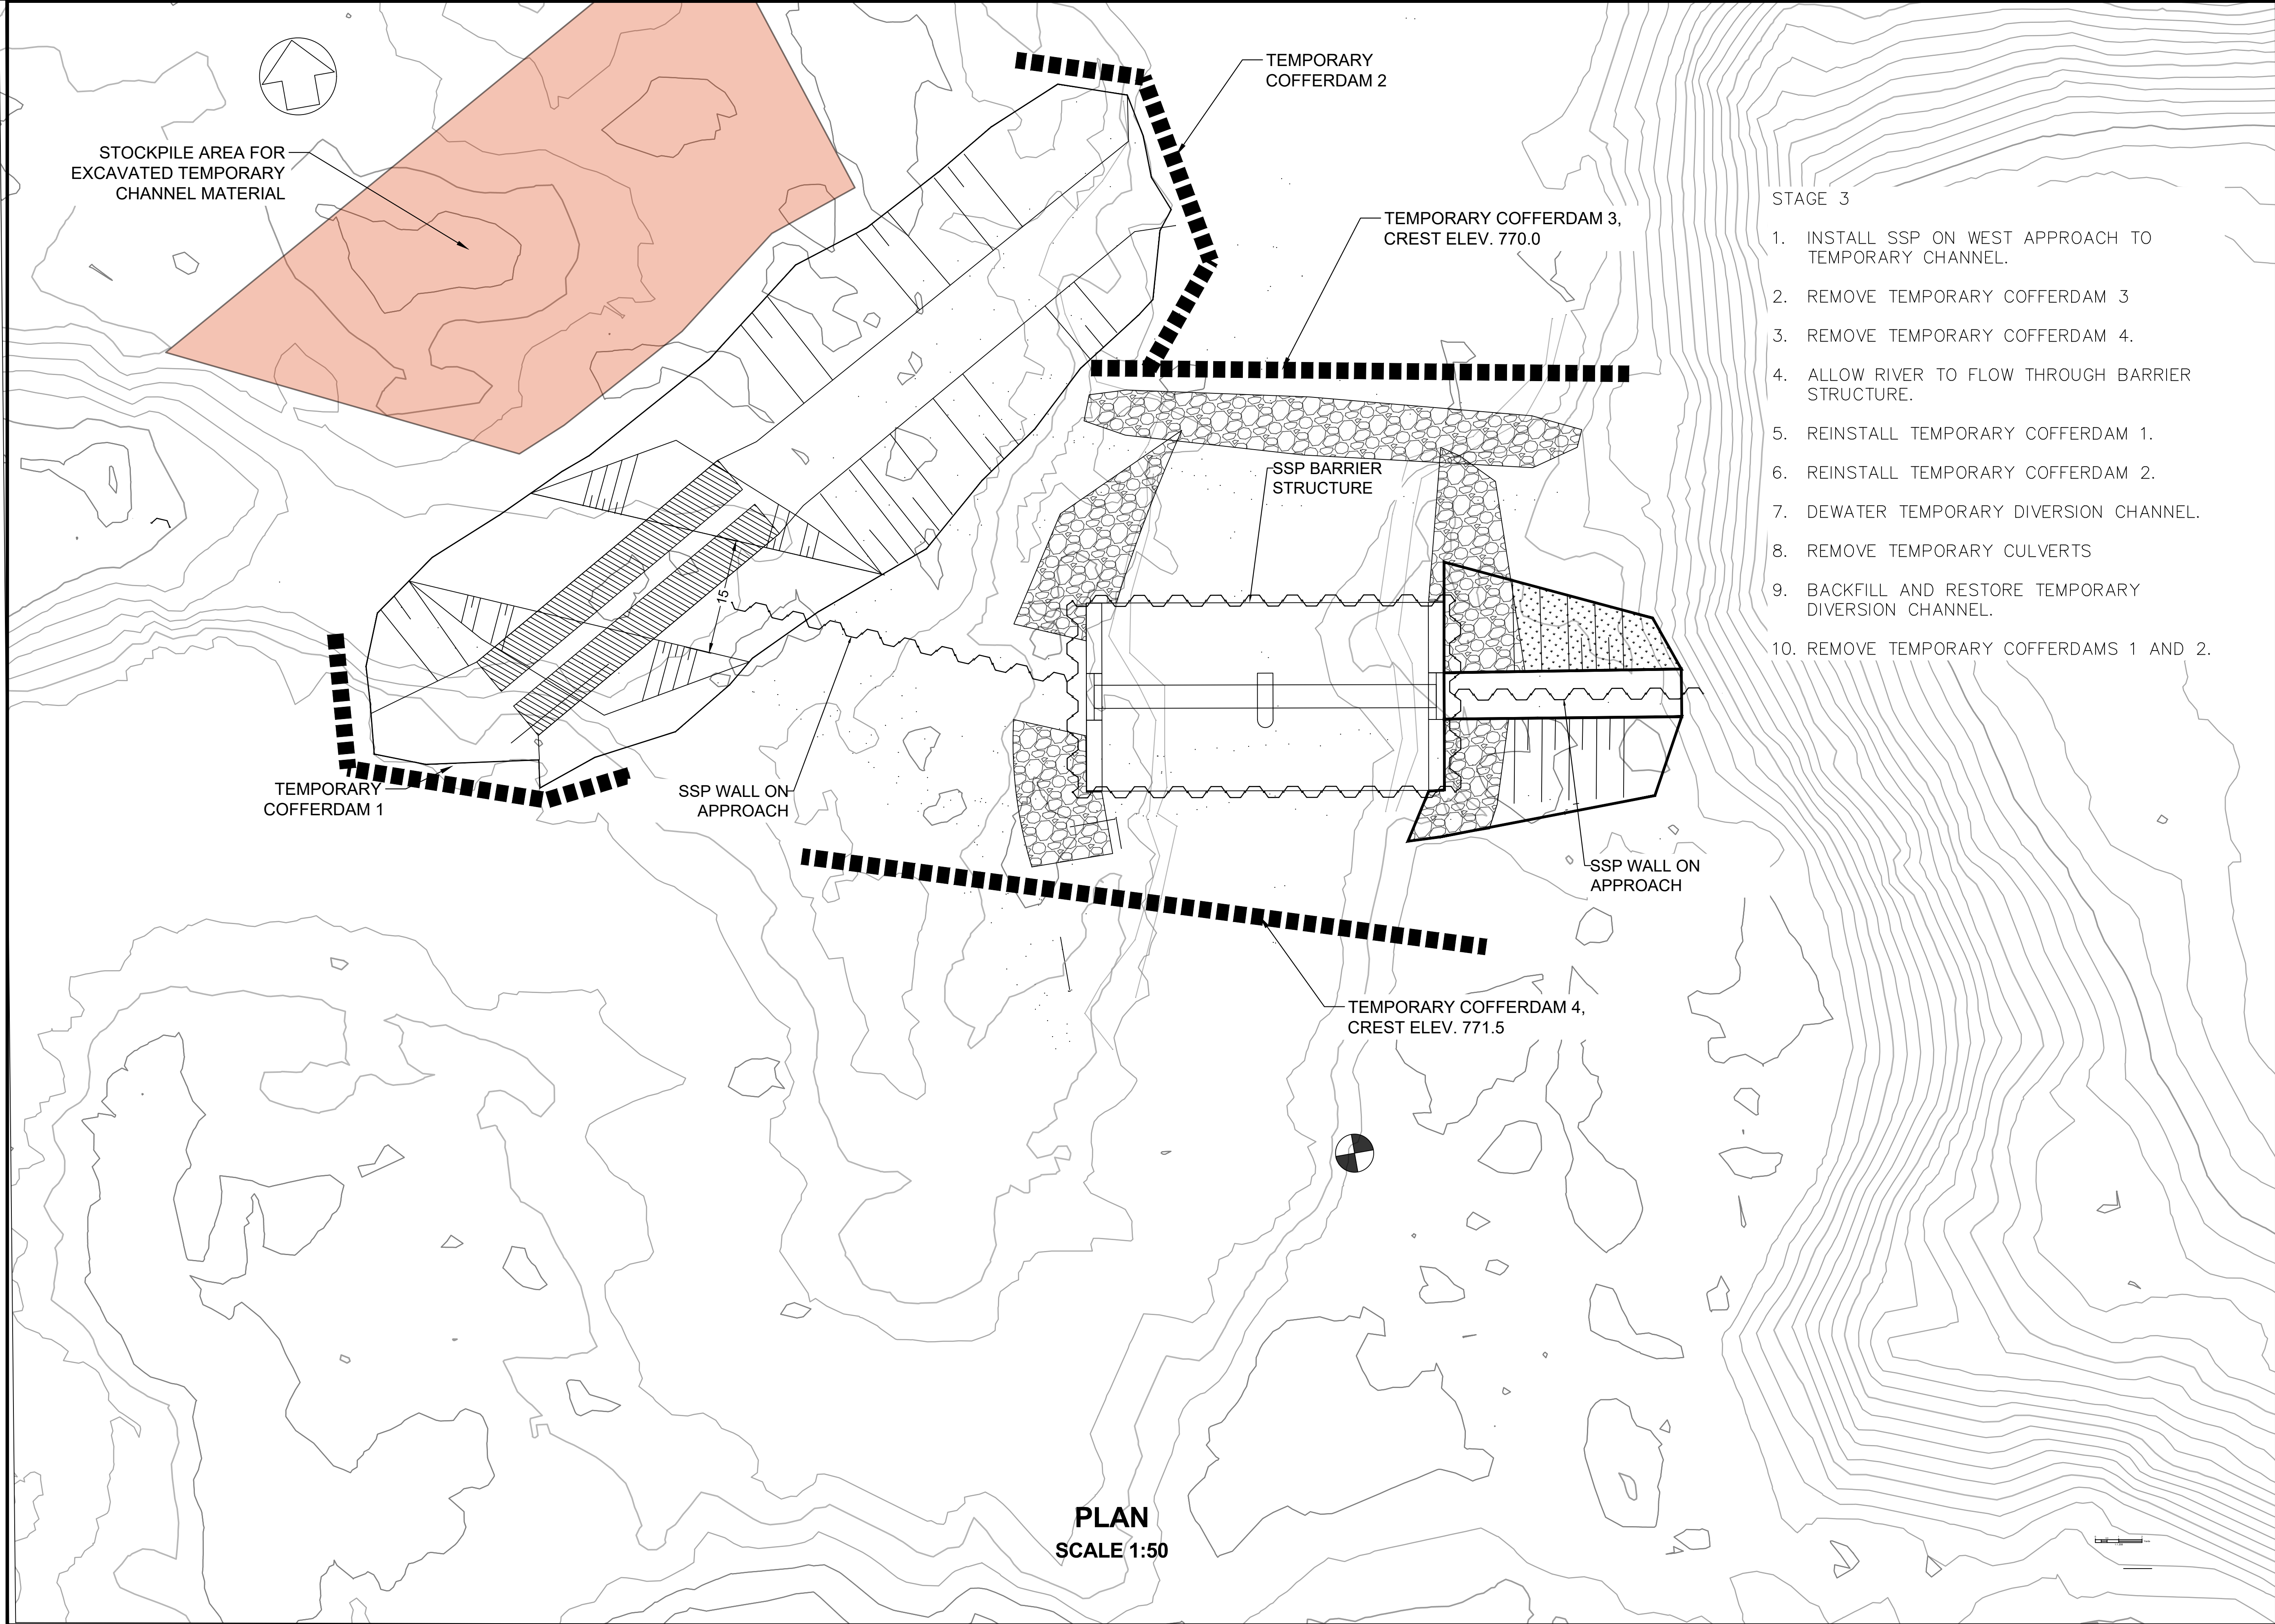 TEMPORARY
COFFERDAM 2
STOCKPILE AREA FOR
EXCAVATED TEMPORARY
CHANNEL MATERIAL
TEMPORARY COFFERDAM 3,
CREST ELEV. 770.0
STAGE 3
1. INSTALL SSP ON WEST APPROACH TO
TEMPORARY CHANNEL.
2. REMOVE TEMPORARY COFFERDAM 3
3. REMOVE TEMPORARY COFFERDAM 4.
4. ALLOW RIVER TO FLOW THROUGH BARRIER
STRUCTURE.
5. REINSTALL TEMPORARY COFFERDAM 1.
6. REINSTALL TEMPORARY COFFERDAM 2.
7. DEWATER TEMPORARY DIVERSION CHANNEL.
8. REMOVE TEMPORARY CULVERTS
9. BACKFILL AND RESTORE TEMPORARY
DIVERSION CHANNEL.
10. REMOVE TEMPORARY COFFERDAMS 1 AND 2.
SSP BARRIER
STRUCTURE
15
TEMPORARY
COFFERDAM 1
SSP WALL ON
APPROACH
SSP WALL ON
APPROACH
TEMPORARY COFFERDAM 4,
CREST ELEV. 771.5
PLAN
SCALE 1:50